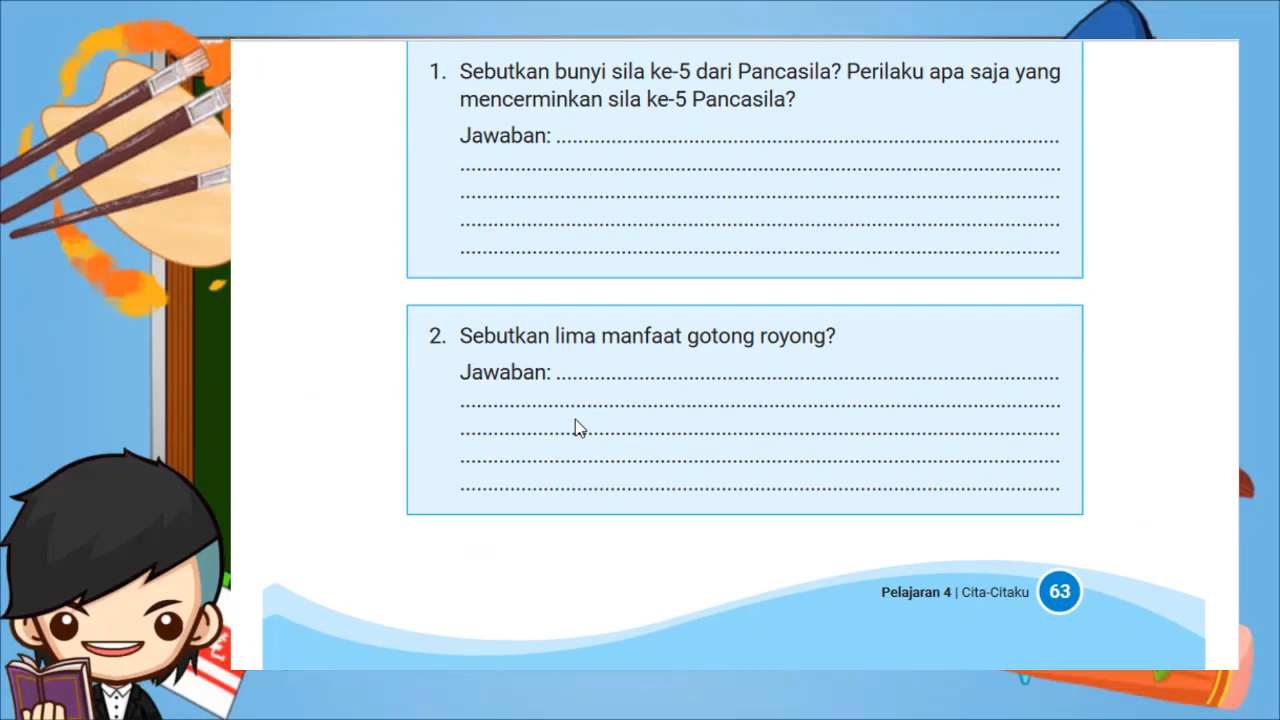 1. Sebutkan bunyi sila ke-5 dari Pancasila? Perilaku apa saja yang
mencerminkan sila ke-5 Pancasila?
Jawaban: ..........................................................................................
............................................................................................................
............................................................................................................
............................................................................................................
............................................................................................................
2. Sebutkan lima manfaat gotong royong?
Jawaban: ..........................................................................................
............................................................................................................
............................................................................................................
............................................................................................................
............................................................................................................
Pelajaran 4 | Cita-Citaku 63